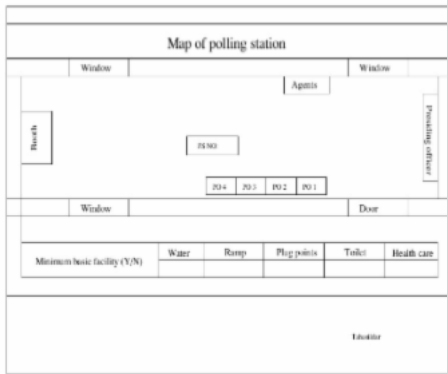 Map of polling station
Window Window
Agents
Booth
Presiding officer
PS NO
PO 4 PO 3 PO 2 PO 1
Window Door
Minimum basic facility (Y/N) Water Ramp Plug points Toilet Health care